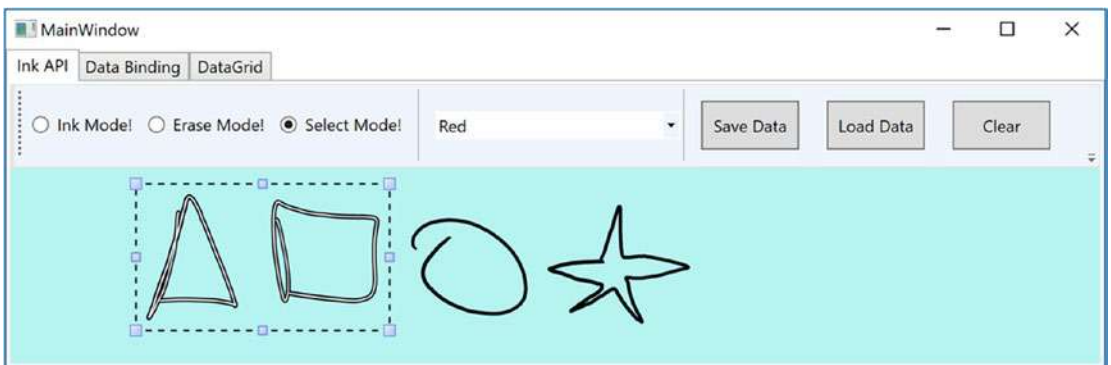 MainWindow
Ink API Data Binding DataGrid
Ink Mode! Erase Mode! Select Mode! Red Save Data Load Data Clear